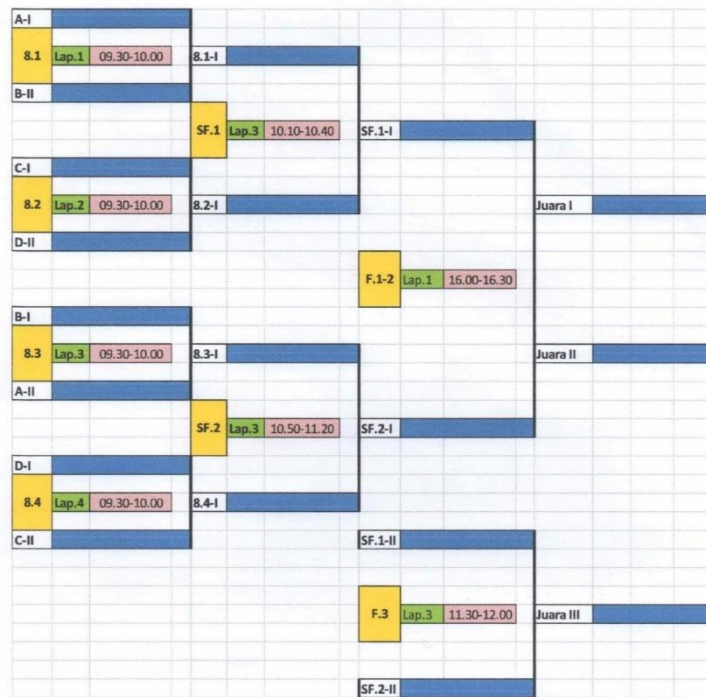 A-I
8.1 Lap.1 09.30-10.00 8.1-I
B-II
SF.1 Lap.3 10.10-10.40 SF.1-I
C-I
8.2 Lap.2 09.30-10.00 8.2-I Juara I
D-II
F.1-2 Lap.1 16.00-16.30
B-I
8.3 Lap.3 09.30-10.00 8.3-I Juara II
A-II
SF.2 Lap.3 10.50-11.20 SF.2-I
D-I
8.4 Lap.4 09.30-10.00 8.4-I
C-II SF.1-II
F.3 Lap.3 11.30-12.00 Juara III
SF.2-II